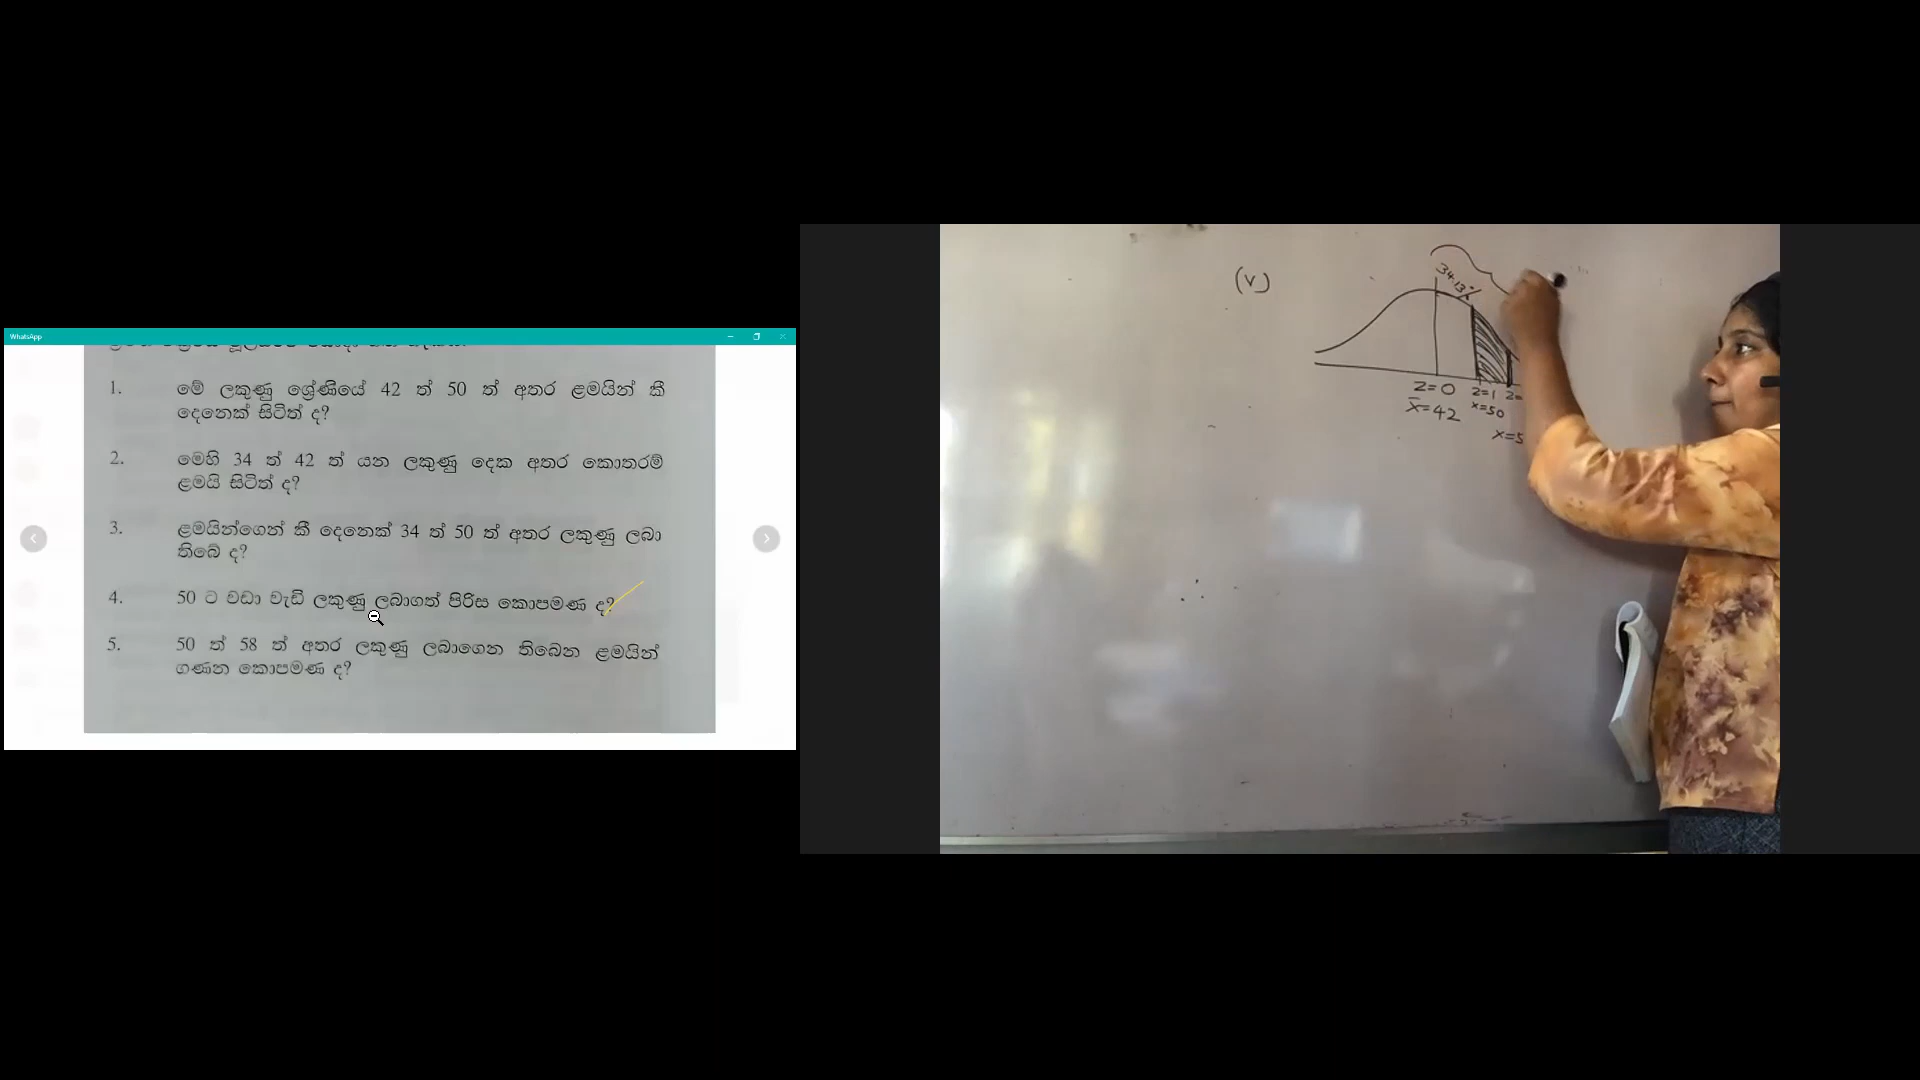 WhatsApp
1. මේ ලකුණු ශ්‍රේණියේ 42 ත් 50 ත් අතර ළමයින් කී
දෙනෙක් සිටිත් ද?
2. මෙහි 34 ත් 42 ත් යන ලකුණු දෙක අතර කොතරම්
ළමයි සිටිත් ද?
3. ළමයින්ගෙන් කී දෙනෙක් 34 ත් 50 ත් අතර ලකුණු ලබා
තිබේ ද?
4. 50 ට වඩා වැඩි ලකුණු ලබාගත් පිරිස කොපමණ ද?
5. 50 ත් 58 ත් අතර ලකුණු ලබාගෙන තිබෙන ළමයින්
ගණන කොපමණ ද?
(v)
34.13%
z=0 z=1 z=
x̄=42 x=50
x=5